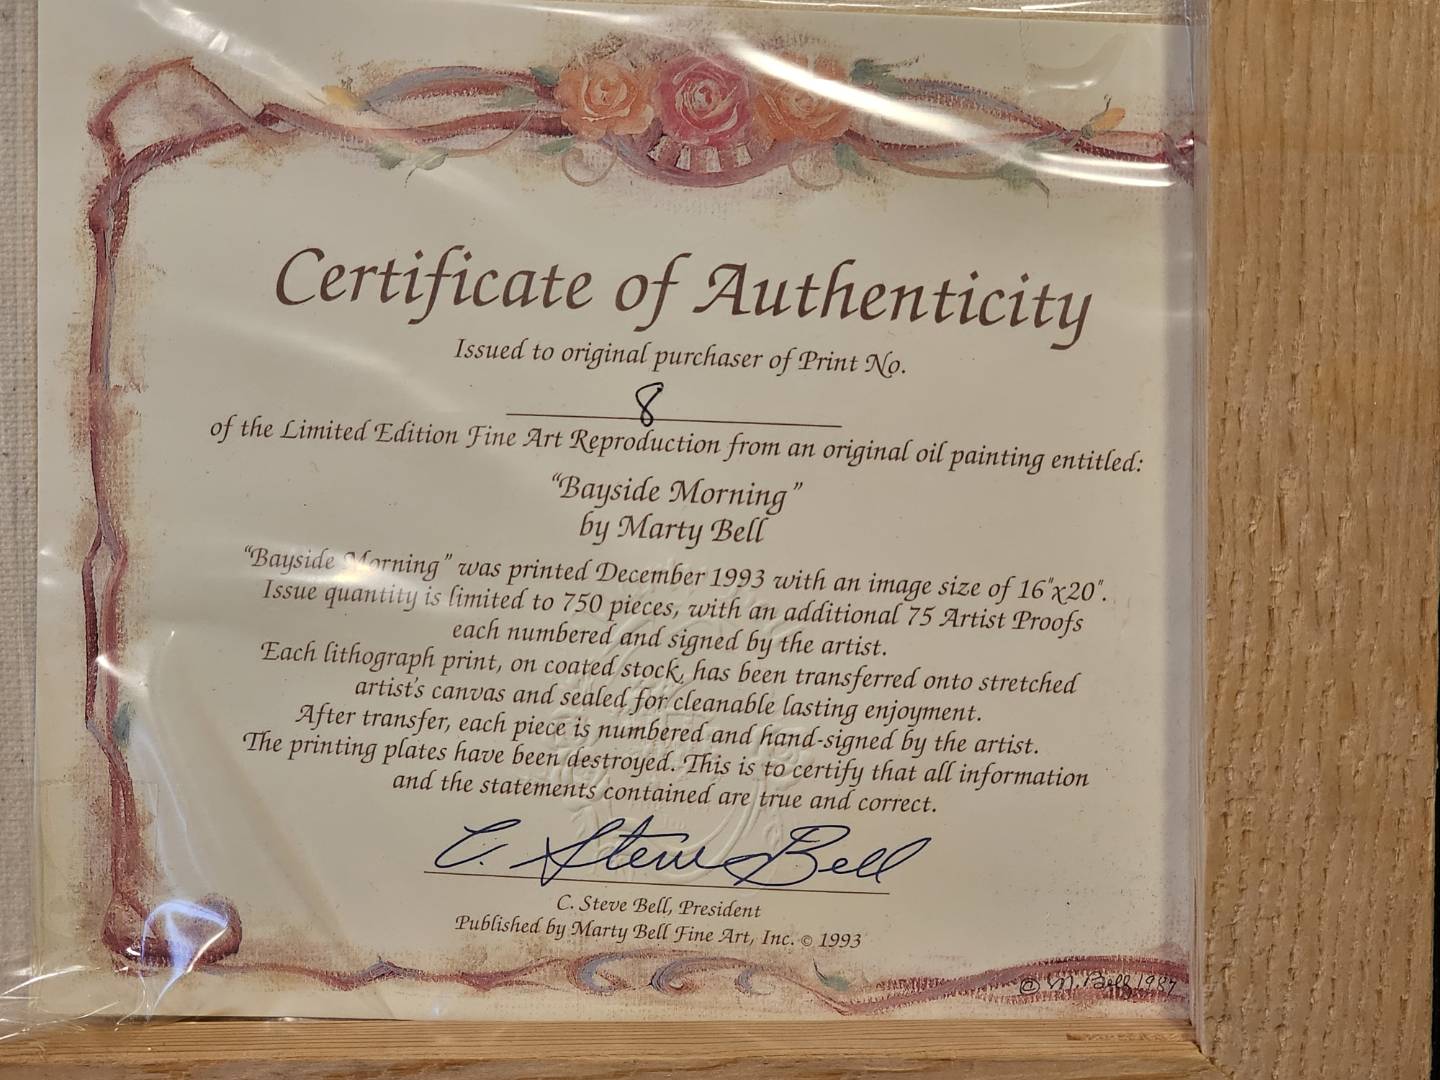 Certificate of Authenticity
Issued to original purchaser of Print No.
8
of the Limited Edition Fine Art Reproduction from an original oil painting entitled:
"Bayside Morning"
by Marty Bell
"Bayside Morning" was printed December 1993 with an image size of 16"x20".
Issue quantity is limited to 750 pieces, with an additional 75 Artist Proofs
each numbered and signed by the artist.
Each lithograph print, on coated stock, has been transferred onto stretched
artist's canvas and sealed for cleanable lasting enjoyment.
After transfer, each piece is numbered and hand-signed by the artist.
The printing plates have been destroyed. This is to certify that all information
and the statements contained are true and correct.
C. Steve Bell
C. Steve Bell, President
Published by Marty Bell Fine Art, Inc. © 1993
© M. Bell 1987